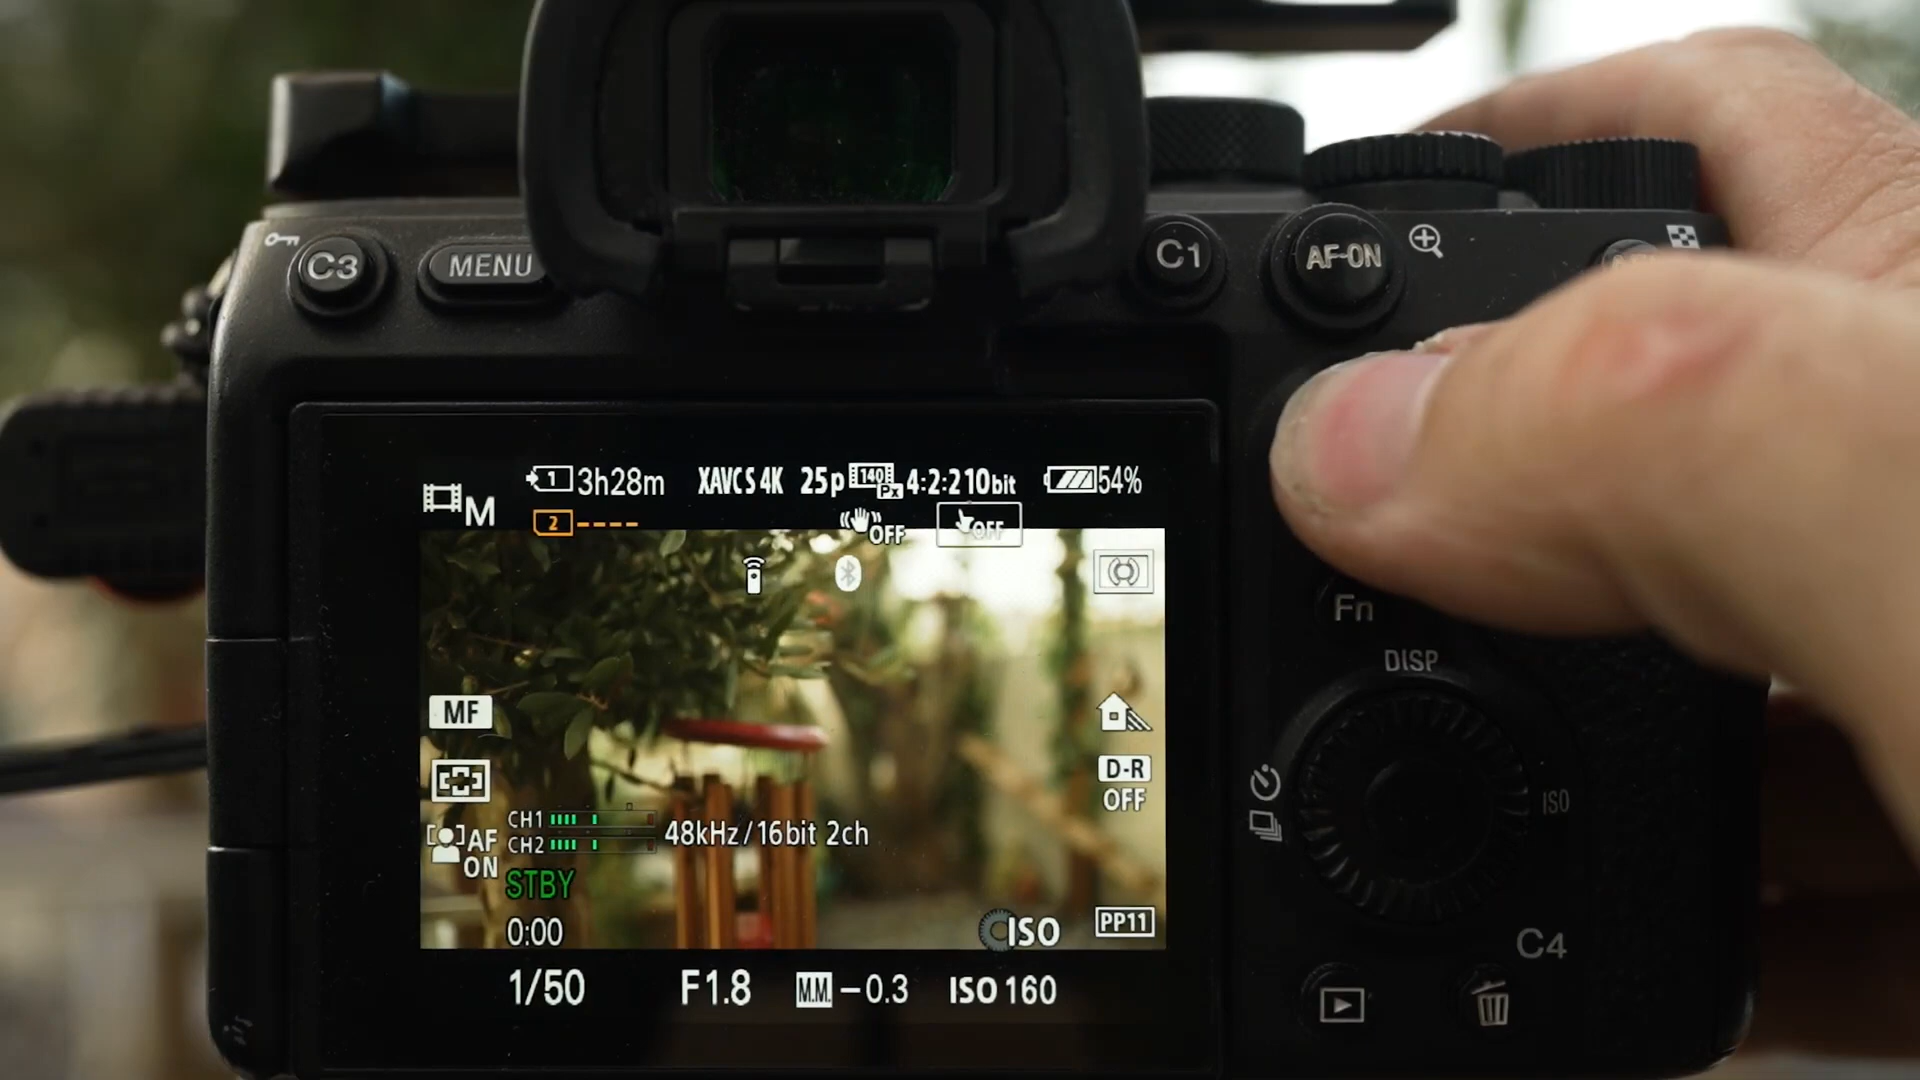 C3
MENU
C1
AF-ON
1 3h28m XAVC S 4K 25p 140 Px 4:2:2 10bit 54%
M
2 ----
OFF
OFF
Fn
DISP
MF
D-R
OFF
ISO
AF
ON
CH1
CH2
48kHz/16bit 2ch
STBY
0:00
ISO
PP11
C4
1/50 F1.8 M.M. -0.3 ISO 160